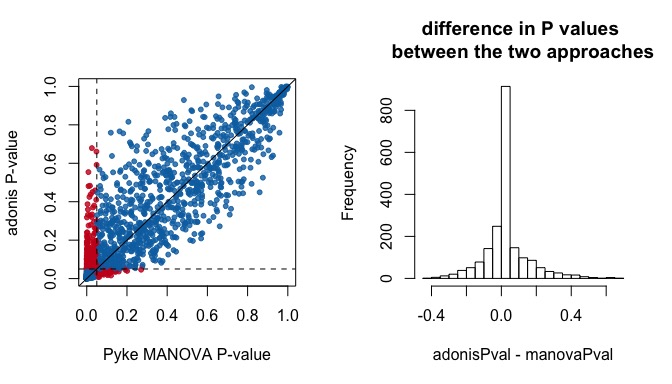 adonis P-value
0.0 0.2 0.4 0.6 0.8 1.0
0.0 0.2 0.4 0.6 0.8 1.0
Pyke MANOVA P-value
difference in P values
between the two approaches
Frequency
0 200 400 600 800
-0.4 0.0 0.4
adonisPval - manovaPval